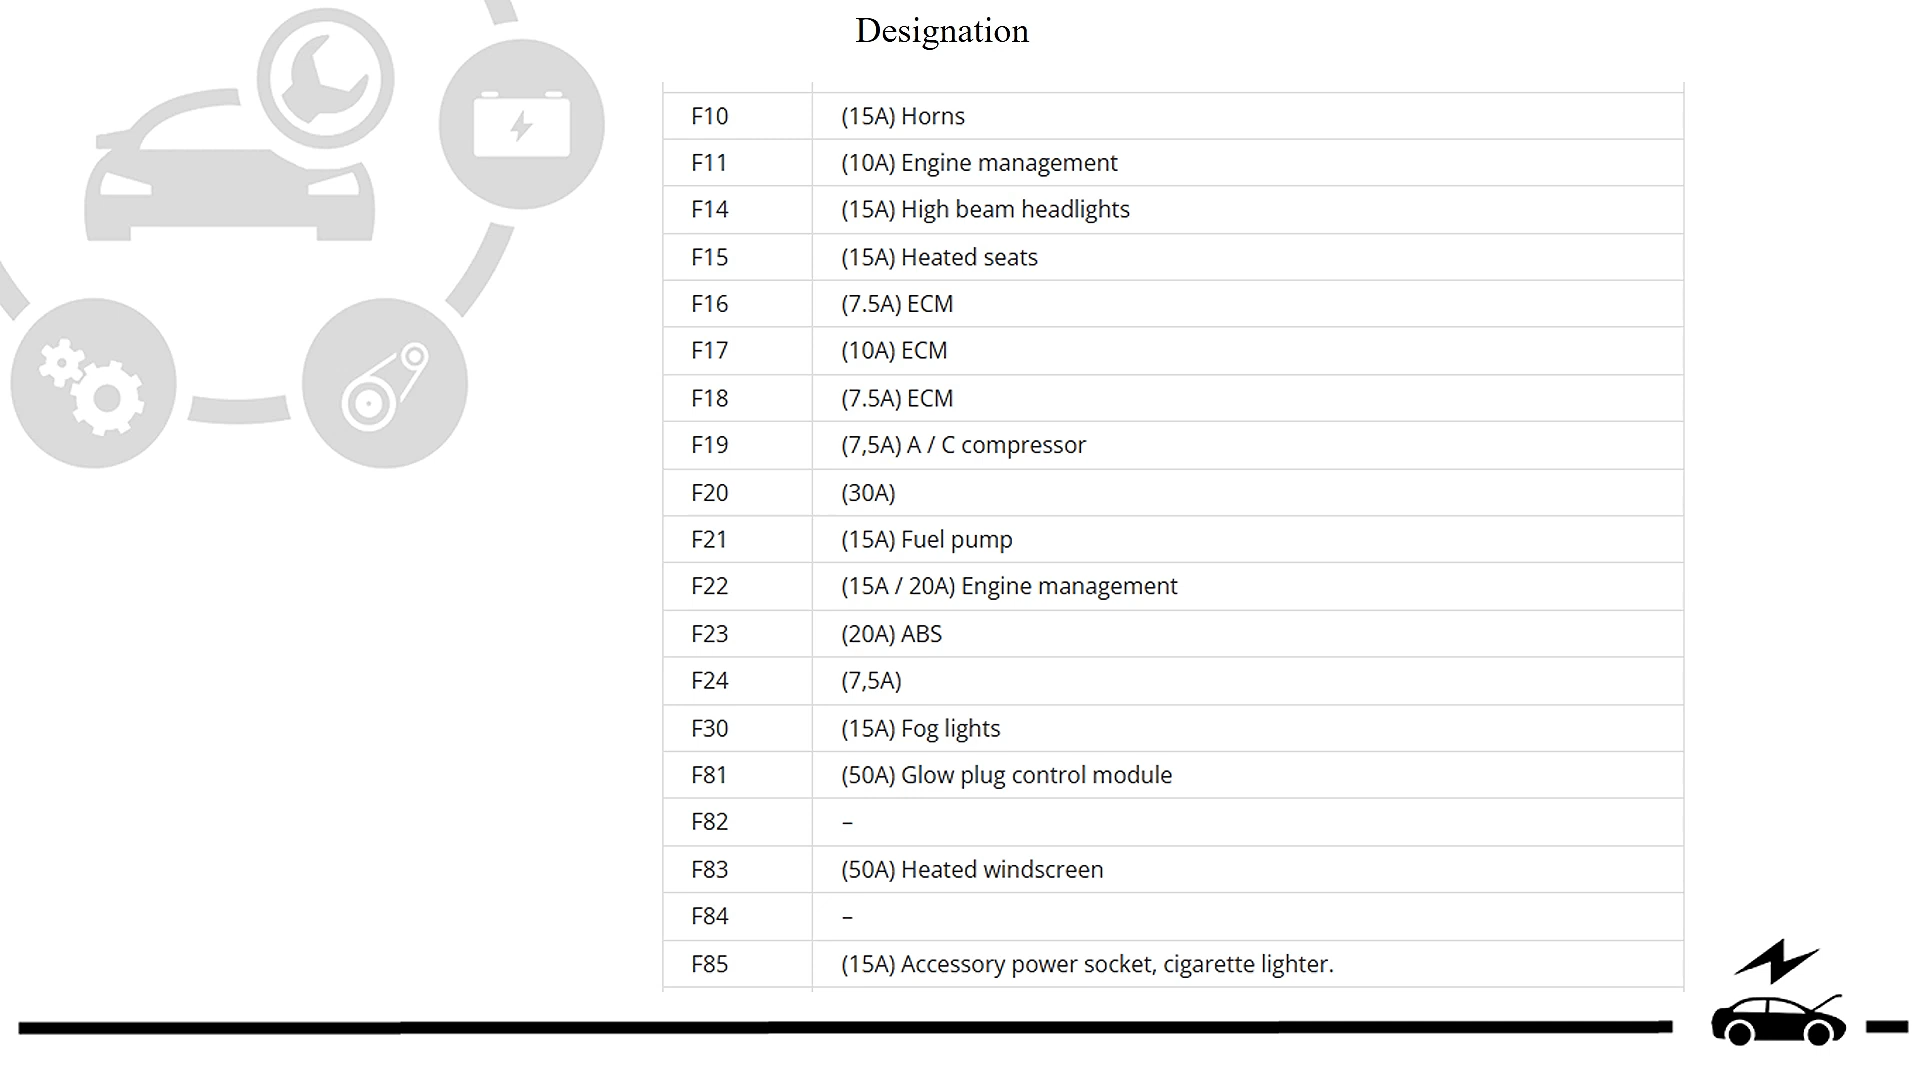 Designation
F10 (15A) Horns
F11 (10A) Engine management
F14 (15A) High beam headlights
F15 (15A) Heated seats
F16 (7.5A) ECM
F17 (10A) ECM
F18 (7.5A) ECM
F19 (7,5A) A / C compressor
F20 (30A)
F21 (15A) Fuel pump
F22 (15A / 20A) Engine management
F23 (20A) ABS
F24 (7,5A)
F30 (15A) Fog lights
F81 (50A) Glow plug control module
F82 –
F83 (50A) Heated windscreen
F84 –
F85 (15A) Accessory power socket, cigarette lighter.